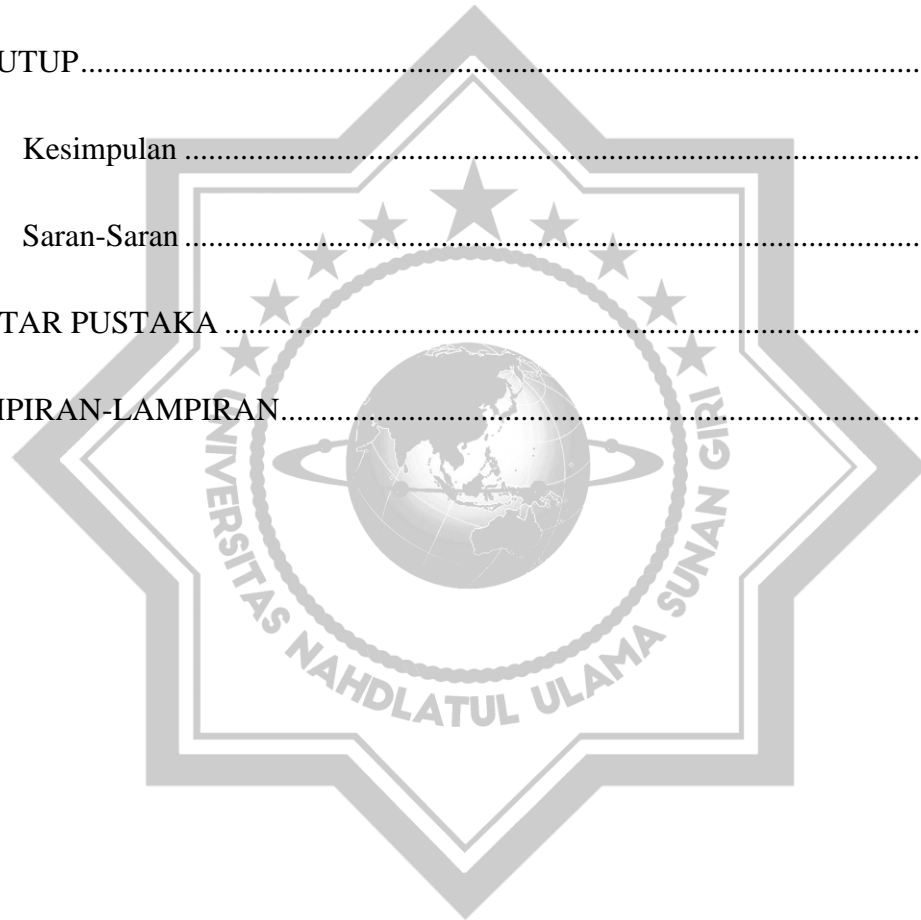 UTUP................................................................................................
Kesimpulan ................................................................................
Saran-Saran ................................................................................
TAR PUSTAKA ..............................................................................
IPIRAN-LAMPIRAN........................................................................
UNIVERSITAS NAHDLATUL ULAMA SUNAN GIRI